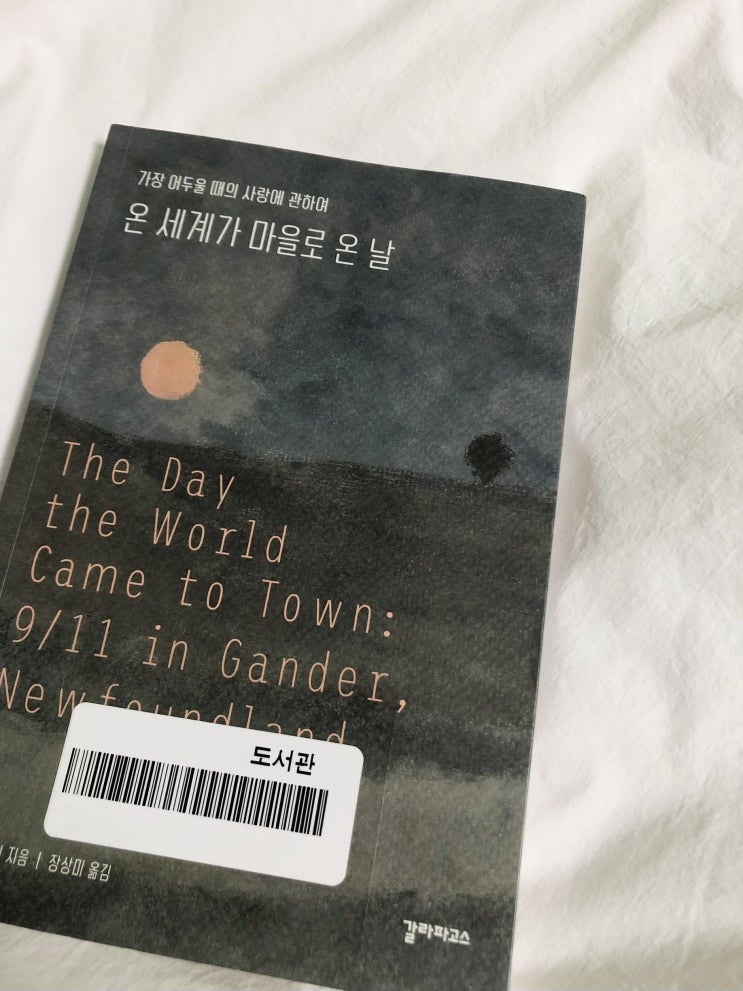 가장 어두울 때의 사랑에 관하여
온 세계가 마을로 온 날
The Day
the World
Came to Town:
9/11 in Gander,
Newfoundland
도서관
지음 | 장상미 옮김
갈라파고스